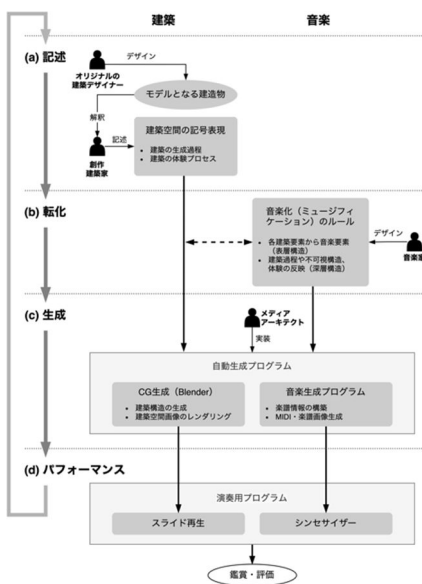 建築
音楽
(a) 記述
デザイン
オリジナルの
建築デザイナー
モデルとなる建造物
解釈
建築空間の記号表現
• 建築の生成過程
• 建築の体験プロセス
記述
創作
建築家
(b) 転化
音楽化（ミュージフィ
ケーション）のルール
• 各建築要素から音楽要素
（表層構造）
• 建築過程や不可視構造、
体験の反映（深層構造）
デザイン
音楽家
(c) 生成
メディア
アーキテクト
実装
自動生成プログラム
CG生成（Blender）
• 建築構造の生成
• 建築空間画像のレンダリング
音楽生成プログラム
• 楽譜情報の構築
• MIDI・楽譜画像生成
(d) パフォーマンス
演奏用プログラム
スライド再生
シンセサイザー
鑑賞・評価